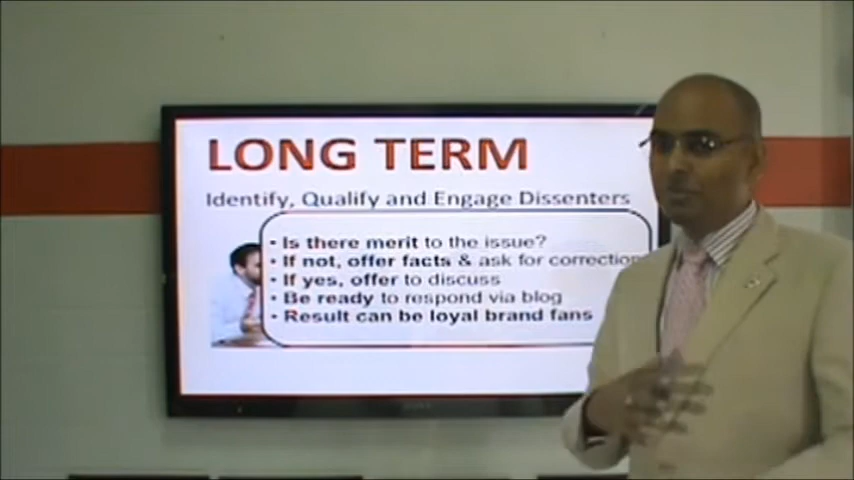 LONG TERM
Identify, Qualify and Engage Dissenters
• Is there merit to the issue?
• If not, offer facts & ask for correction
• If yes, offer to discuss
• Be ready to respond via blog
• Result can be loyal brand fans